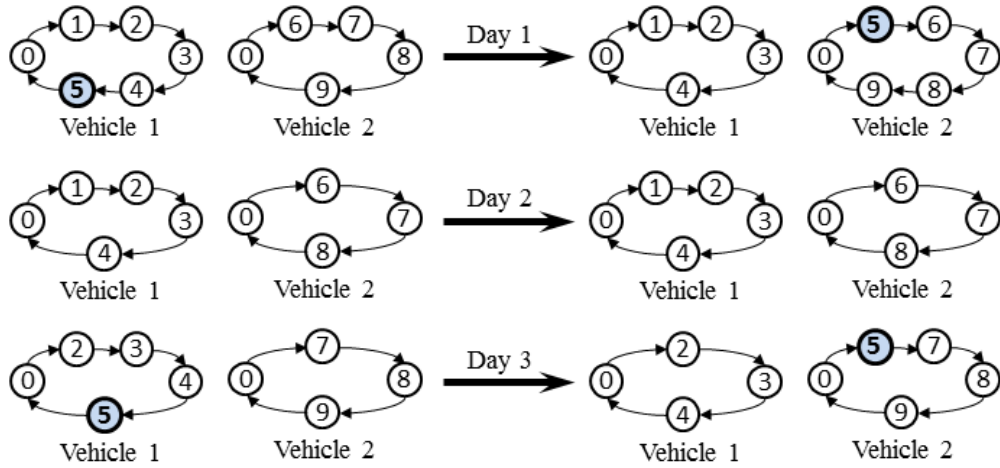 1 2 6 7 Day 1 1 2 5 6
0 3 0 8 0 3 0 7
5 4 9 4 9 8
Vehicle 1 Vehicle 2 Vehicle 1 Vehicle 2
1 2 6 Day 2 1 2 6
0 3 0 7 0 3 0 7
4 8 4 8
Vehicle 1 Vehicle 2 Vehicle 1 Vehicle 2
2 3 7 Day 3 2 5 7
0 4 0 8 0 3 0 8
5 9 4 9
Vehicle 1 Vehicle 2 Vehicle 1 Vehicle 2